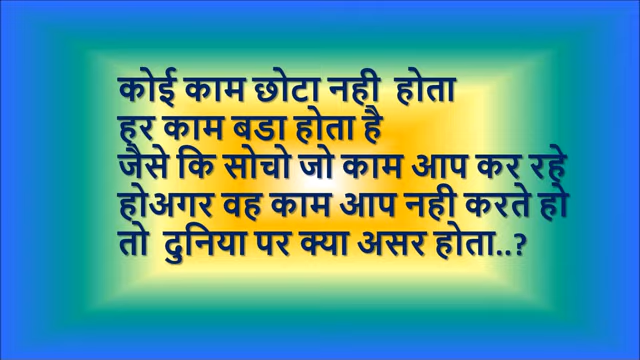 कोई काम छोटा नही होता
हर काम बडा होता है
जैसे कि सोचो जो काम आप कर रहे
होअगर वह काम आप नही करते हो
तो दुनिया पर क्या असर होता..?